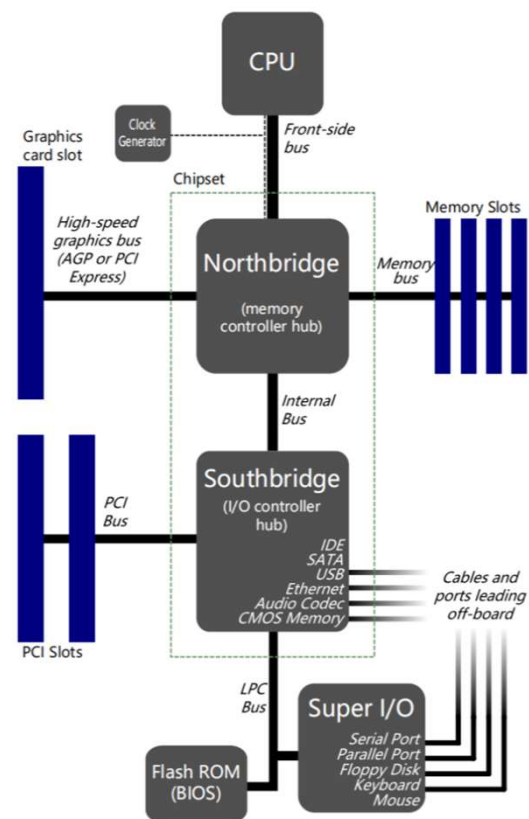 CPU
Clock
Generator
Front-side
bus
Graphics
card slot
Chipset
High-speed
graphics bus
(AGP or PCI
Express)
Northbridge
(memory
controller hub)
Memory
bus
Memory Slots
Internal
Bus
Southbridge
(I/O controller
hub)
PCI
Bus
IDE
SATA
USB
Ethernet
Audio Codec
CMOS Memory
Cables and
ports leading
off-board
PCI Slots
LPC
Bus
Super I/O
Serial Port
Parallel Port
Floppy Disk
Keyboard
Mouse
Flash ROM
(BIOS)